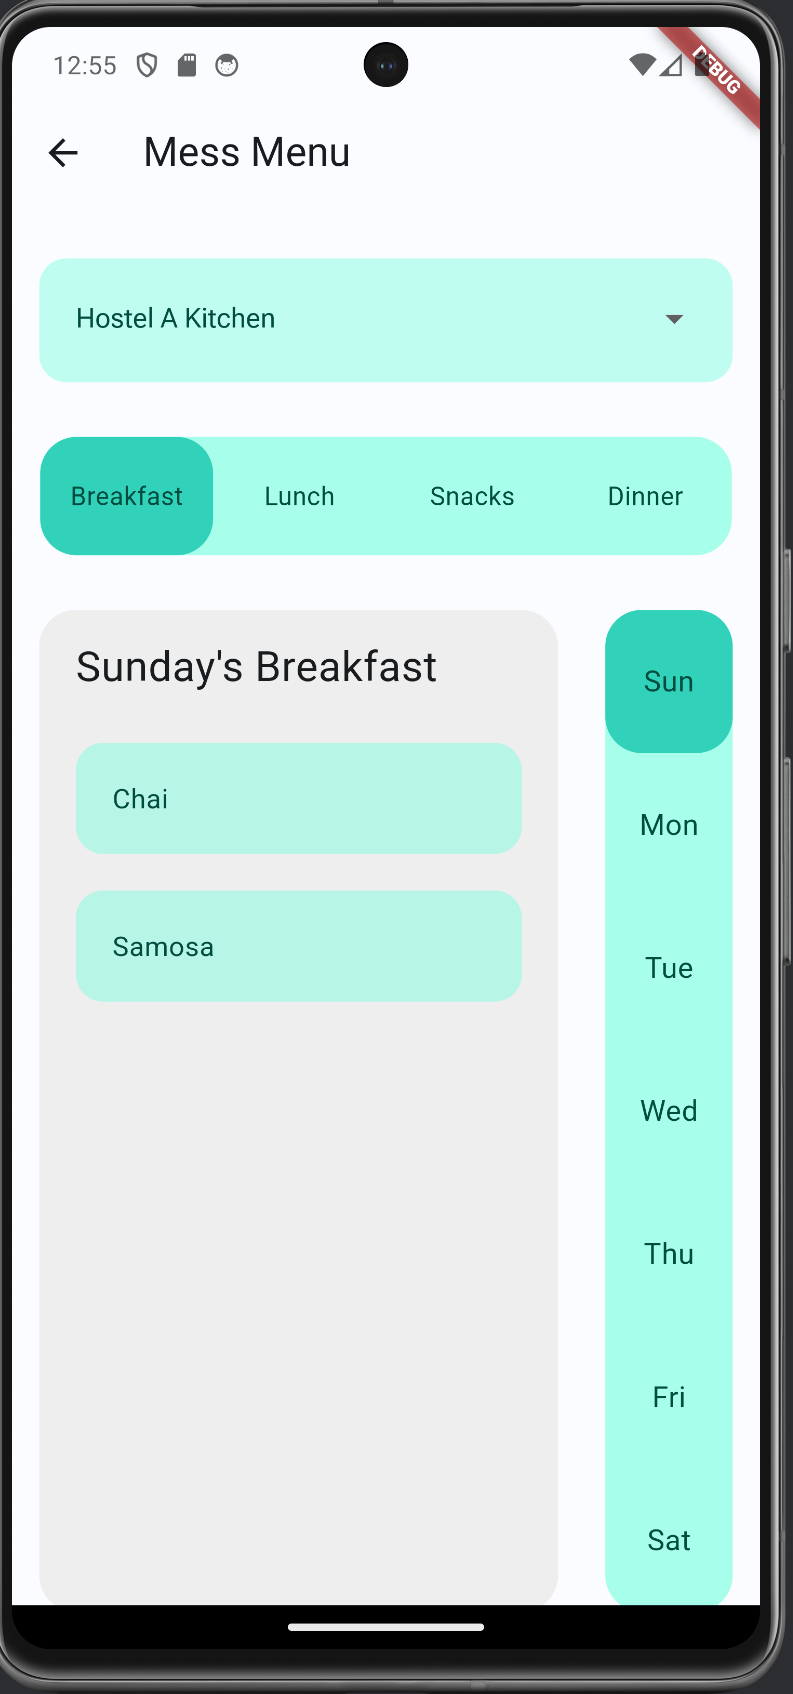 12:55
DEBUG
Mess Menu
Hostel A Kitchen
Breakfast Lunch Snacks Dinner
Sunday's Breakfast
Chai
Samosa
Sun
Mon
Tue
Wed
Thu
Fri
Sat